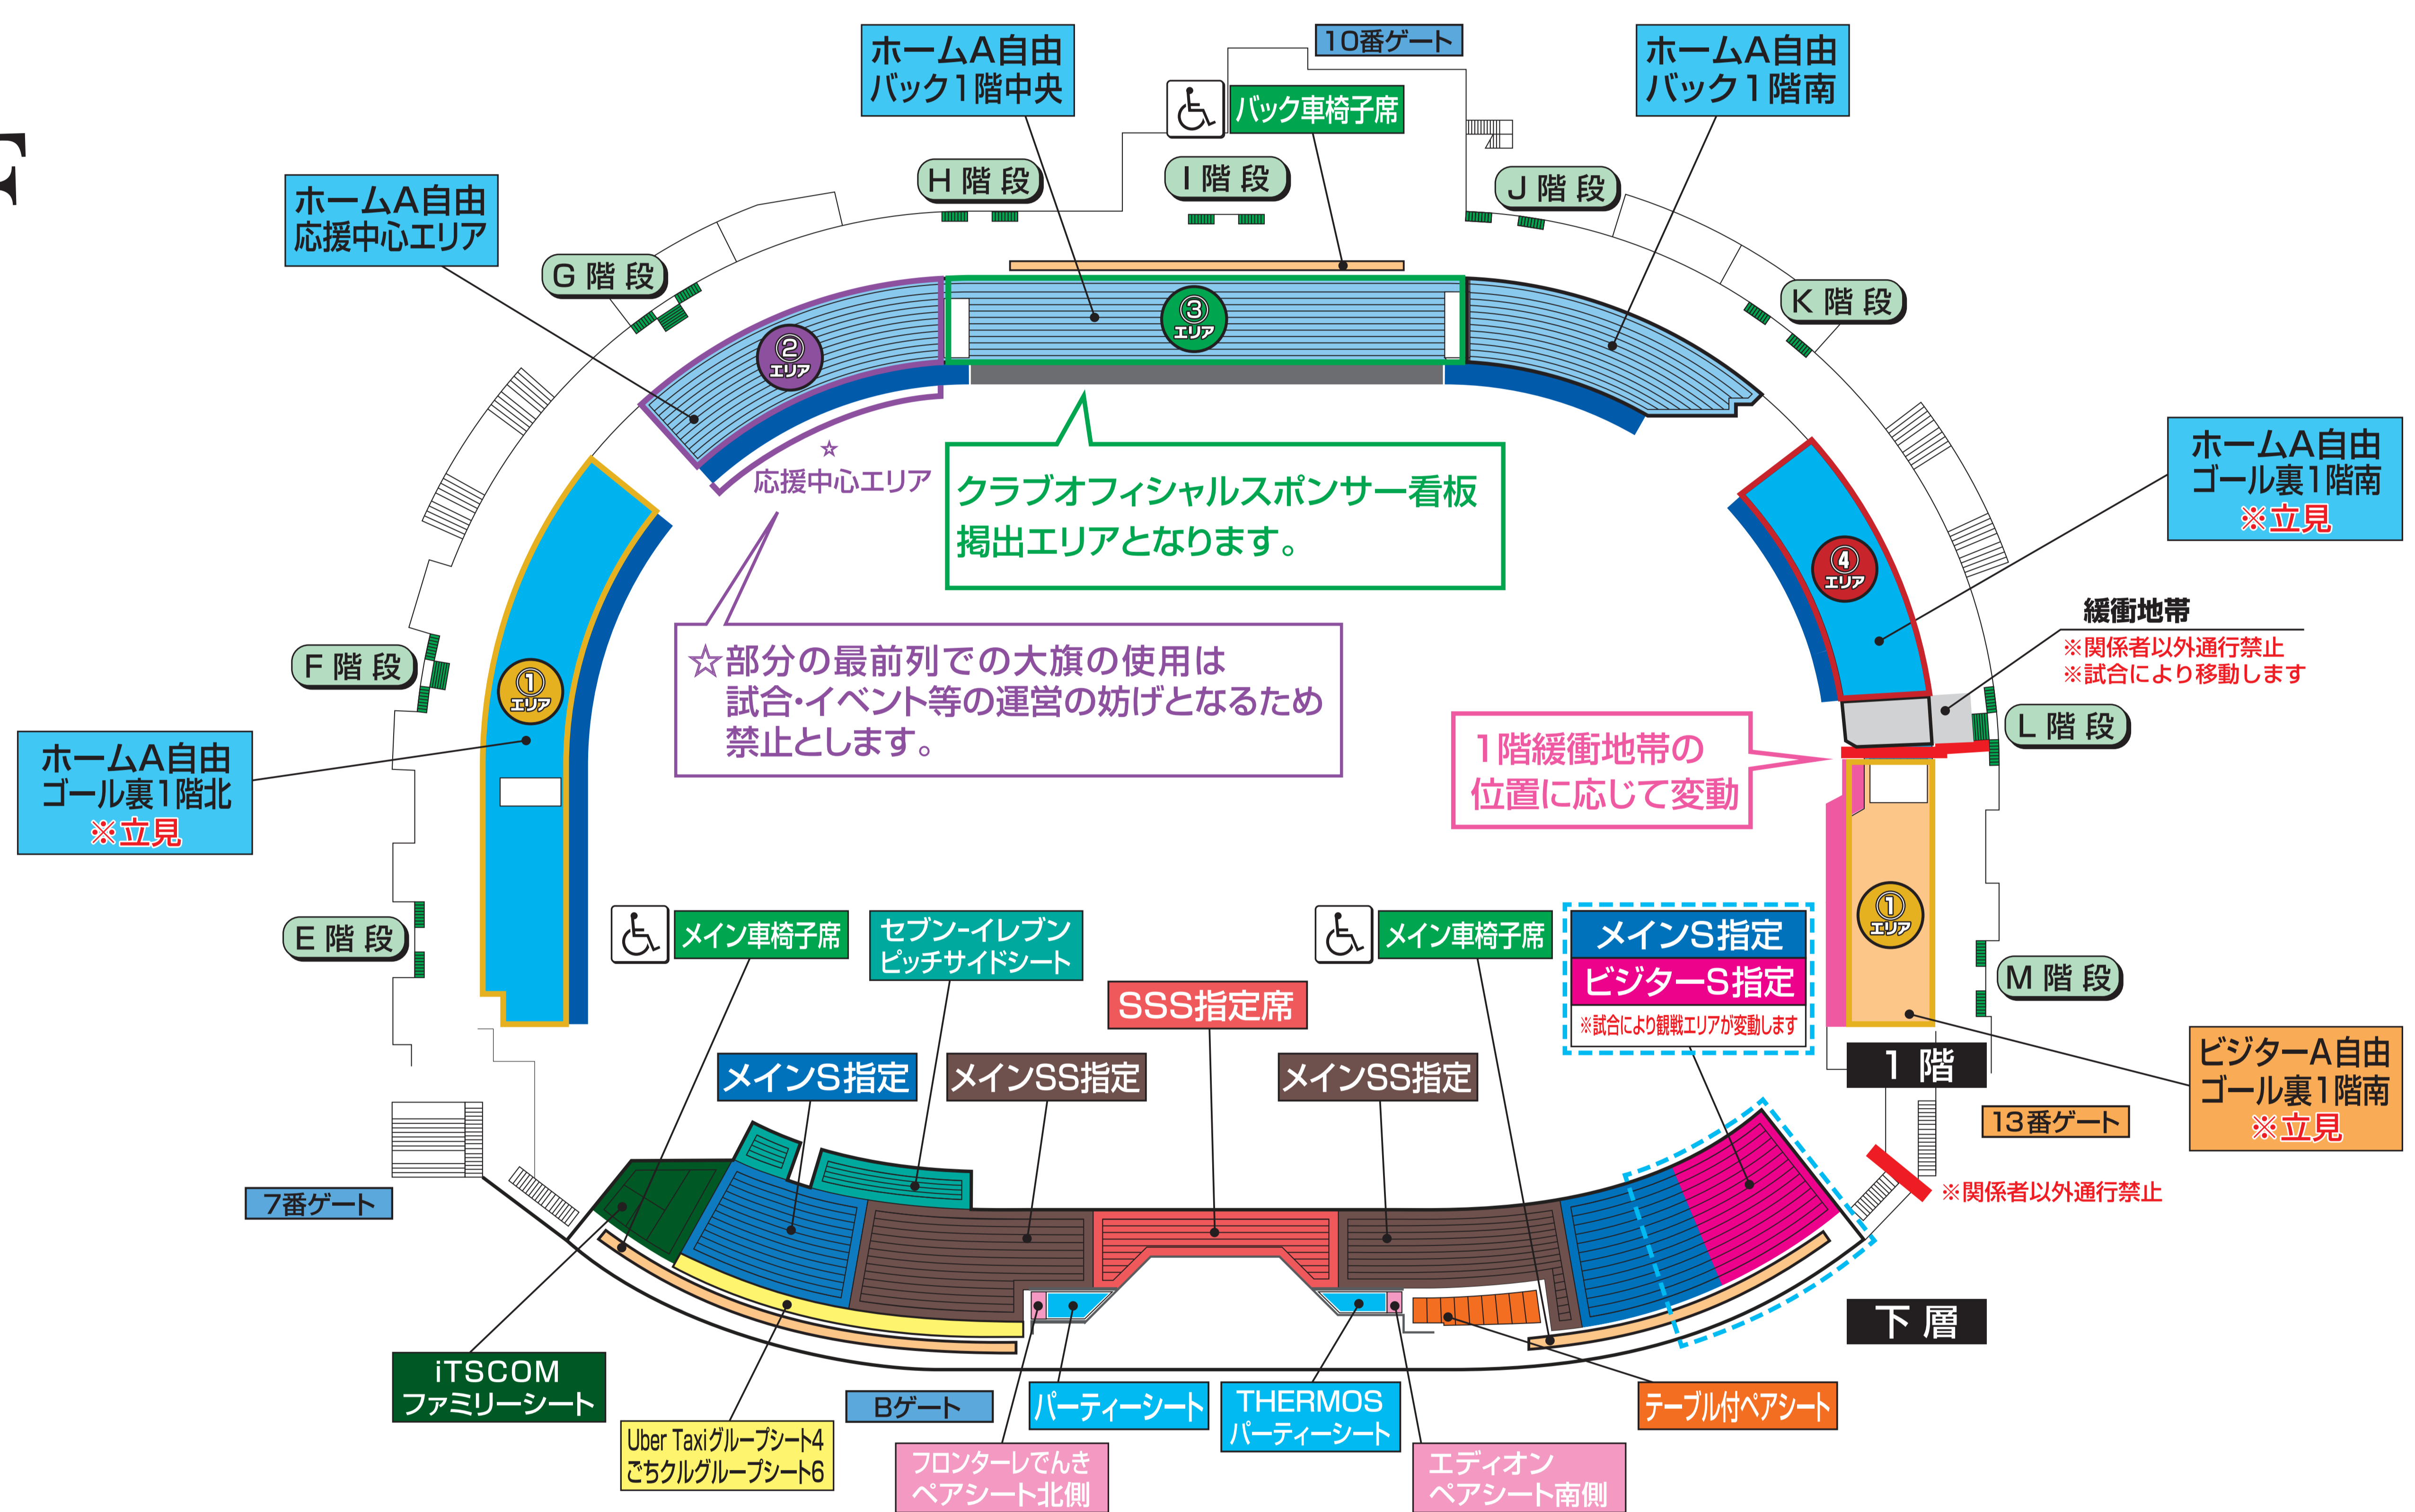 ホームA自由
バック1階中央
10番ゲート
バック車椅子席
ホームA自由
バック1階南
H 階 段
I 階 段
J 階 段
ホームA自由
応援中心エリア
G 階 段
K 階 段
②
エリア
③
エリア
☆
応援中心エリア
クラブオフィシャルスポンサー看板
掲出エリアとなります。
ホームA自由
ゴール裏1階南
※立見
④
エリア
緩衝地帯
※関係者以外通行禁止
※試合により移動します
☆部分の最前列での大旗の使用は
試合・イベント等の運営の妨げとなるため
禁止とします。
F 階 段
①
エリア
L 階 段
1階緩衝地帯の
位置に応じて変動
ホームA自由
ゴール裏1階北
※立見
E 階 段
メイン車椅子席
セブン-イレブン
ピッチサイドシート
メイン車椅子席
メインS指定
ビジターS指定
※試合により観戦エリアが変動します
①
エリア
M 階 段
SSS指定席
メインS指定
メインSS指定
メインSS指定
1 階
ビジターA自由
ゴール裏1階南
※立見
13番ゲート
7番ゲート
※関係者以外通行禁止
下 層
iTSCOM
ファミリーシート
Uber Taxiグループシート4
ごちクルグループシート6
Bゲート
パーティーシート
THERMOS
パーティーシート
テーブル付ペアシート
フロンターレでんき
ペアシート北側
エディオン
ペアシート南側